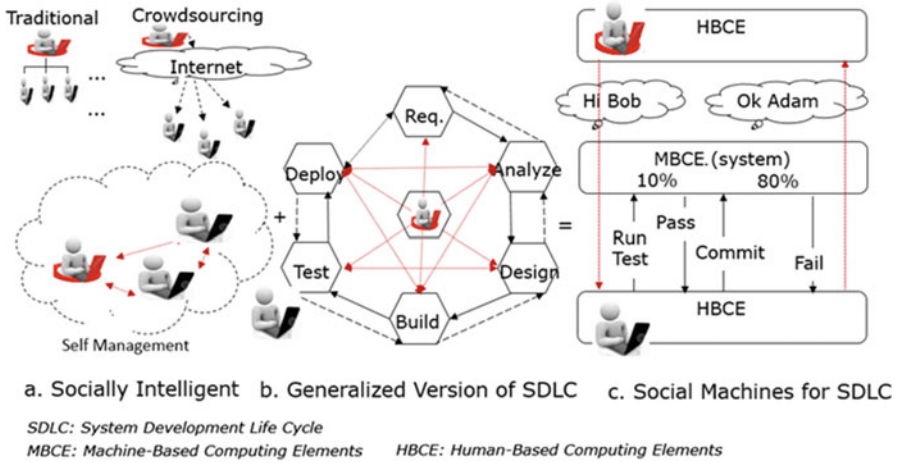 Traditional
Crowdsourcing
Internet
...
...
Self Management
+
Req.
Deploy
Analyze
Test
Design
Build
=
HBCE
Hi Bob
Ok Adam
MBCE.(system)
10% 80%
Run
Test
Pass
Commit
Fail
HBCE
a. Socially Intelligent b. Generalized Version of SDLC c. Social Machines for SDLC
SDLC: System Development Life Cycle
MBCE: Machine-Based Computing Elements HBCE: Human-Based Computing Elements